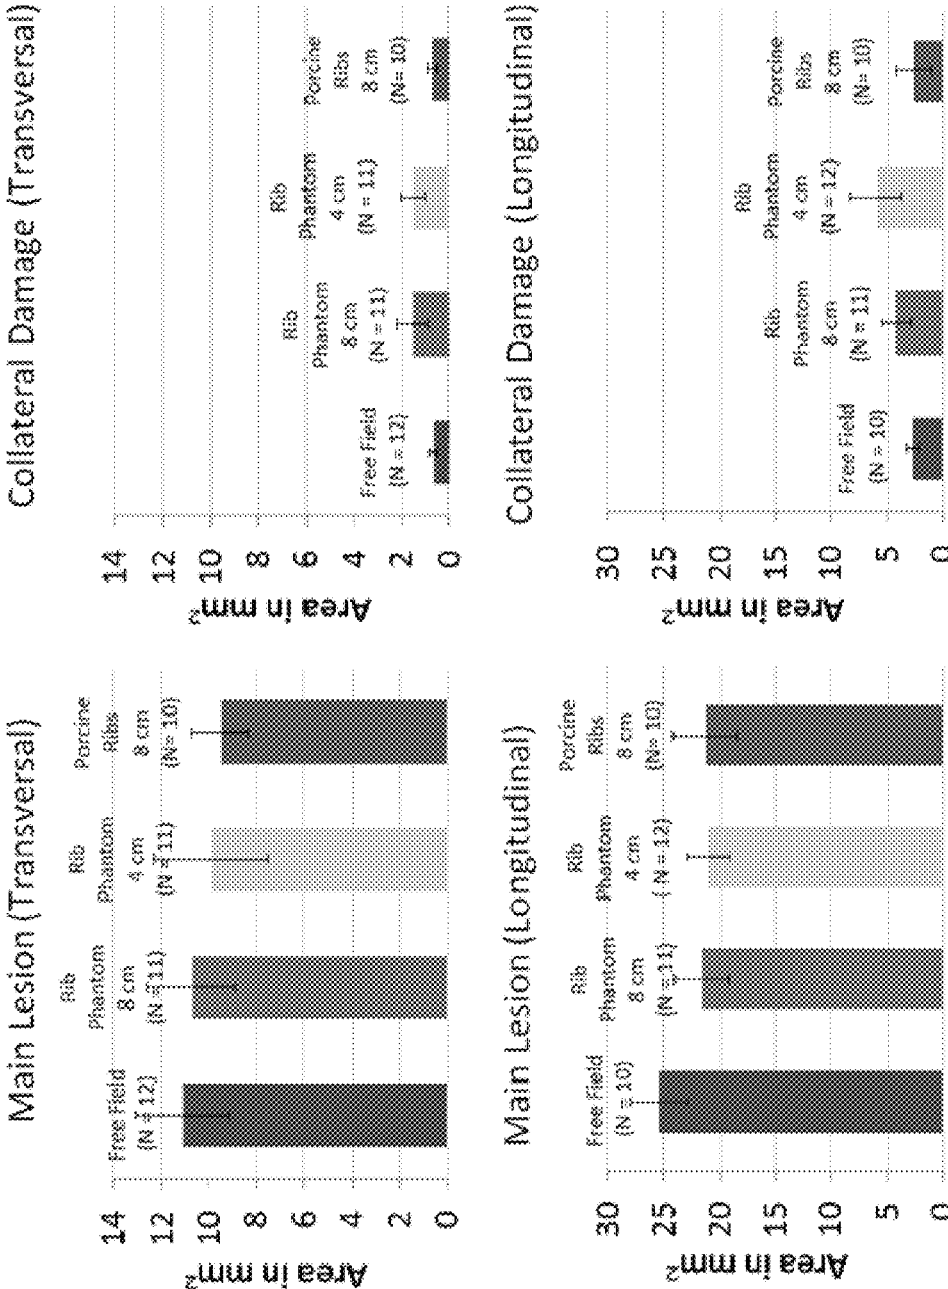 Main Lesion (Transversal)
Area in mm²
14
12
10
8
6
4
2
0
Free Field
(N = 12)
Rib
Phantom
8 cm
(N = 11)
Rib
Phantom
4 cm
(N = 11)
Porcine
Ribs
8 cm
(N= 10)
Collateral Damage (Transversal)
Area in mm²
14
12
10
8
6
4
2
0
Free Field
(N = 12)
Rib
Phantom
8 cm
(N = 11)
Rib
Phantom
4 cm
(N = 11)
Porcine
Ribs
8 cm
(N= 10)
Main Lesion (Longitudinal)
Area in mm²
30
25
20
15
10
5
0
Free Field
(N = 10)
Rib
Phantom
8 cm
(N = 11)
Rib
Phantom
4 cm
( N = 12)
Porcine
Ribs
8 cm
(N= 10)
Collateral Damage (Longitudinal)
Area in mm²
30
25
20
15
10
5
0
Free Field
(N = 10)
Rib
Phantom
8 cm
(N = 11)
Rib
Phantom
4 cm
(N = 12)
Porcine
Ribs
8 cm
(N= 10)